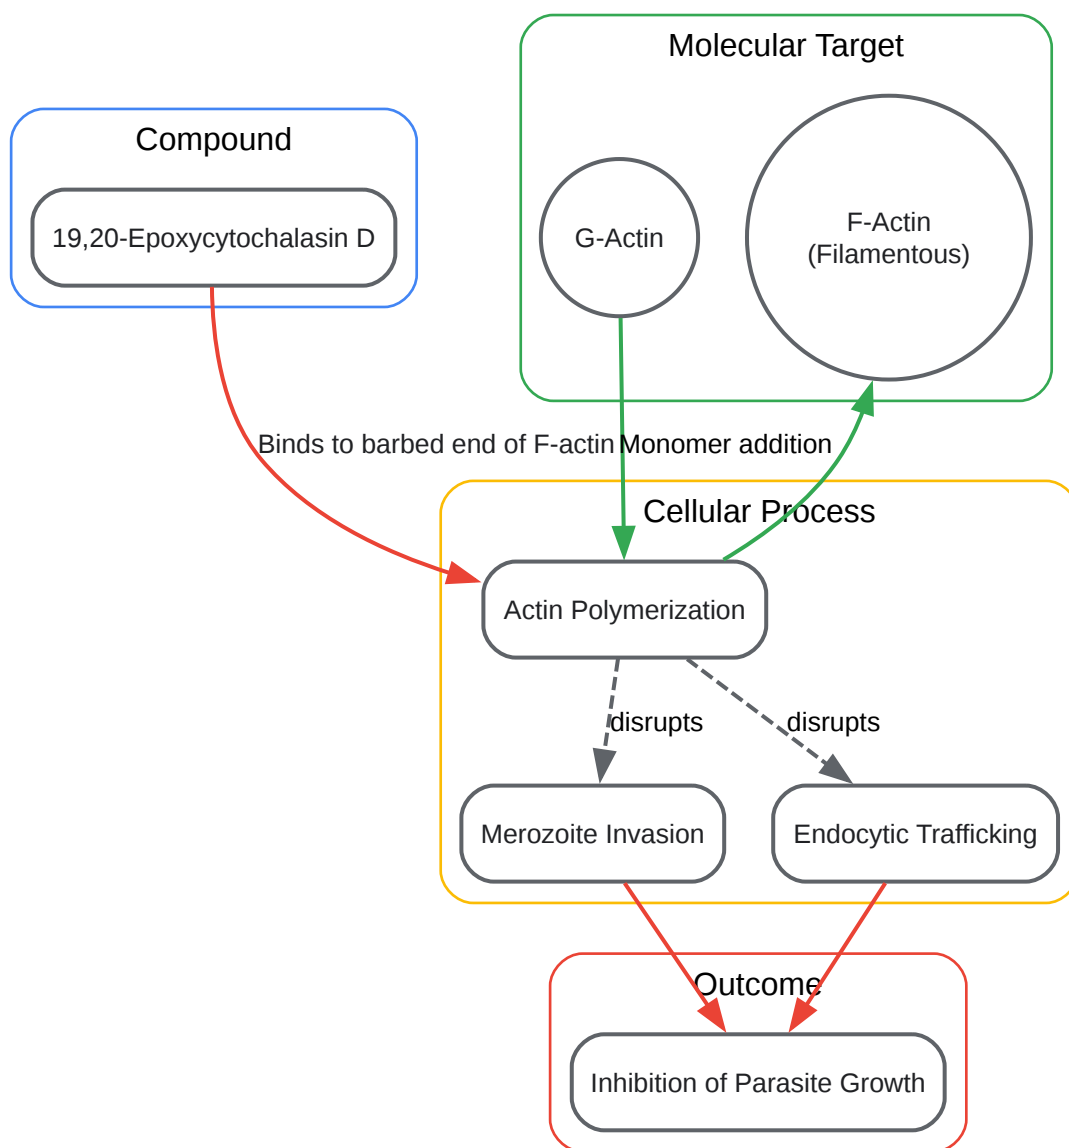 Molecular Target
Compound
19,20-Epoxycytochalasin D
G-Actin
F-Actin
(Filamentous)
Binds to barbed end of F-actin
Monomer addition
Cellular Process
Actin Polymerization
disrupts
disrupts
Merozoite Invasion
Endocytic Trafficking
Outcome
Inhibition of Parasite Growth